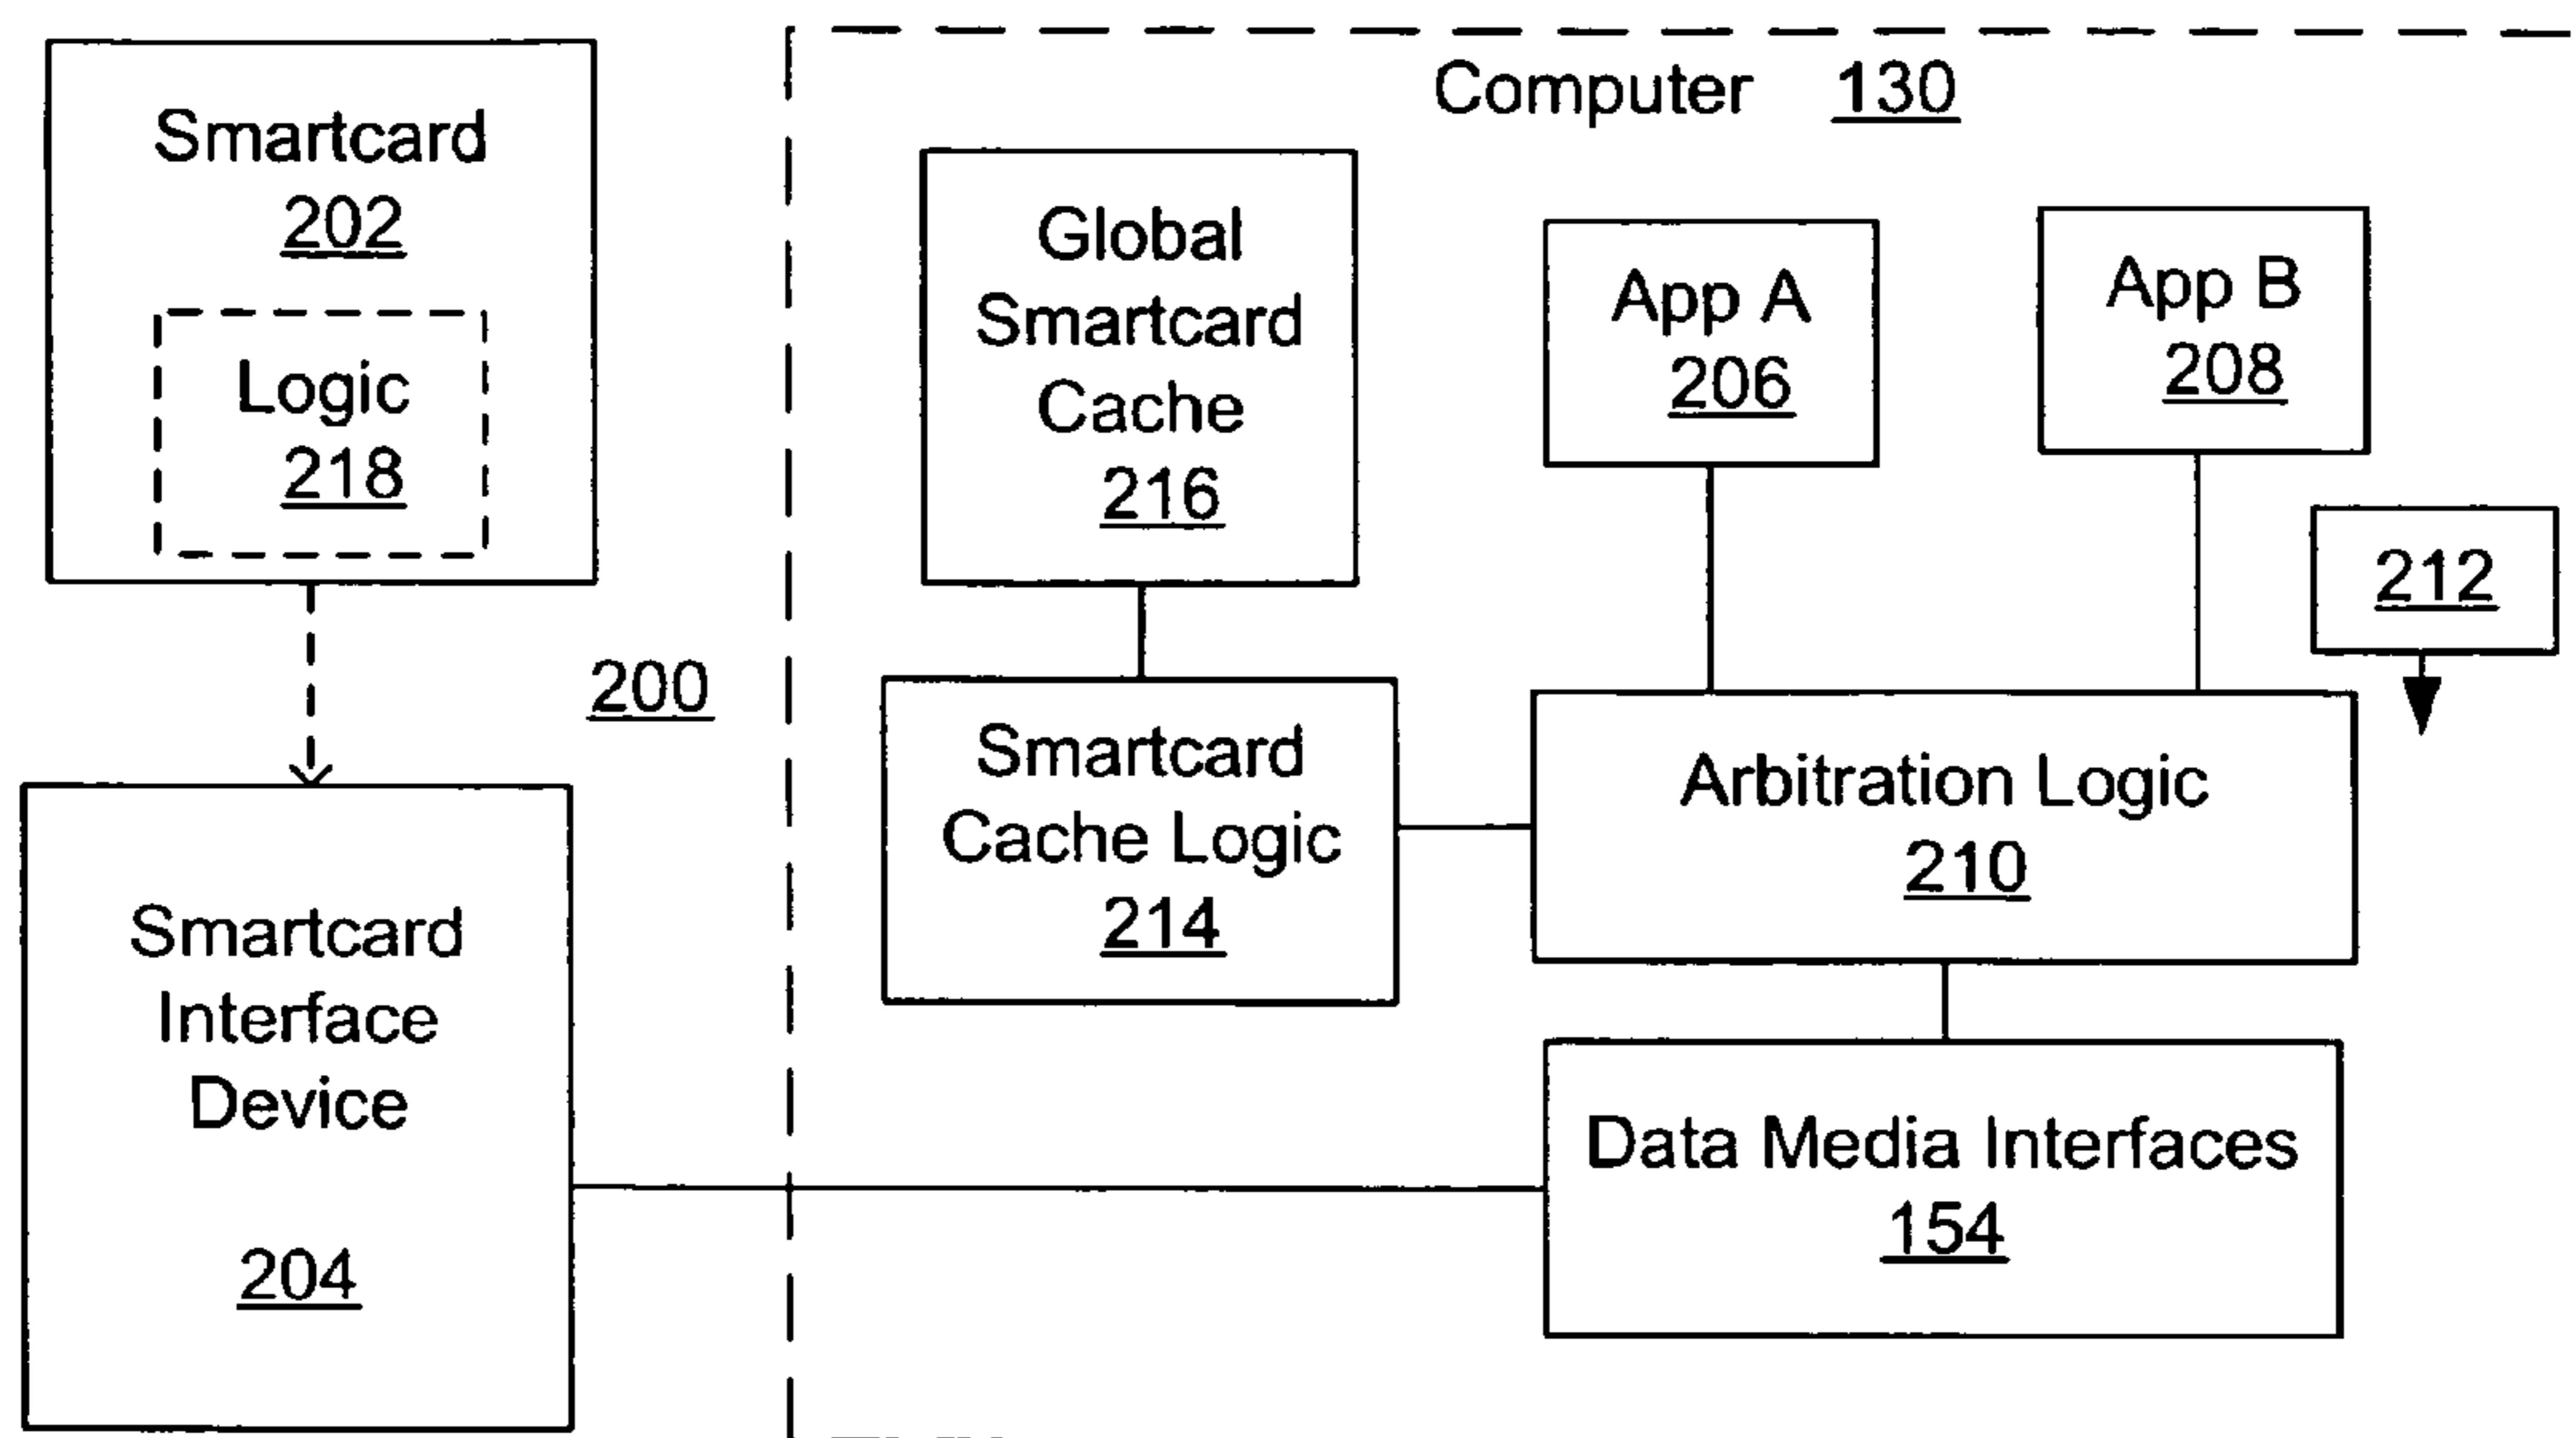 Smartcard
202
Logic
218
200
Smartcard
Interface
Device
204
Computer 130
Global
Smartcard
Cache
216
App A
206
App B
208
212
Smartcard
Cache Logic
214
Arbitration Logic
210
Data Media Interfaces
154